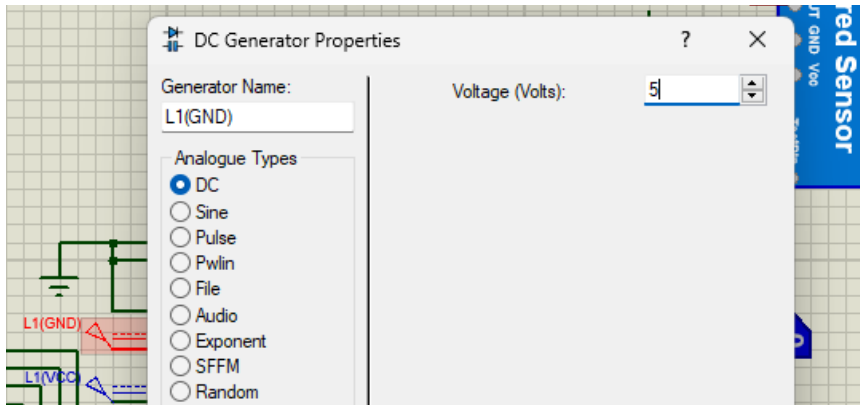 DC Generator Properties
?
Generator Name:
L1(GND)
Voltage (Volts):
5
Analogue Types
DC
Sine
Pulse
Pwlin
File
Audio
Exponent
SFFM
Random
L1(GND)
L1(VCC)
GND Vcc
red Sensor